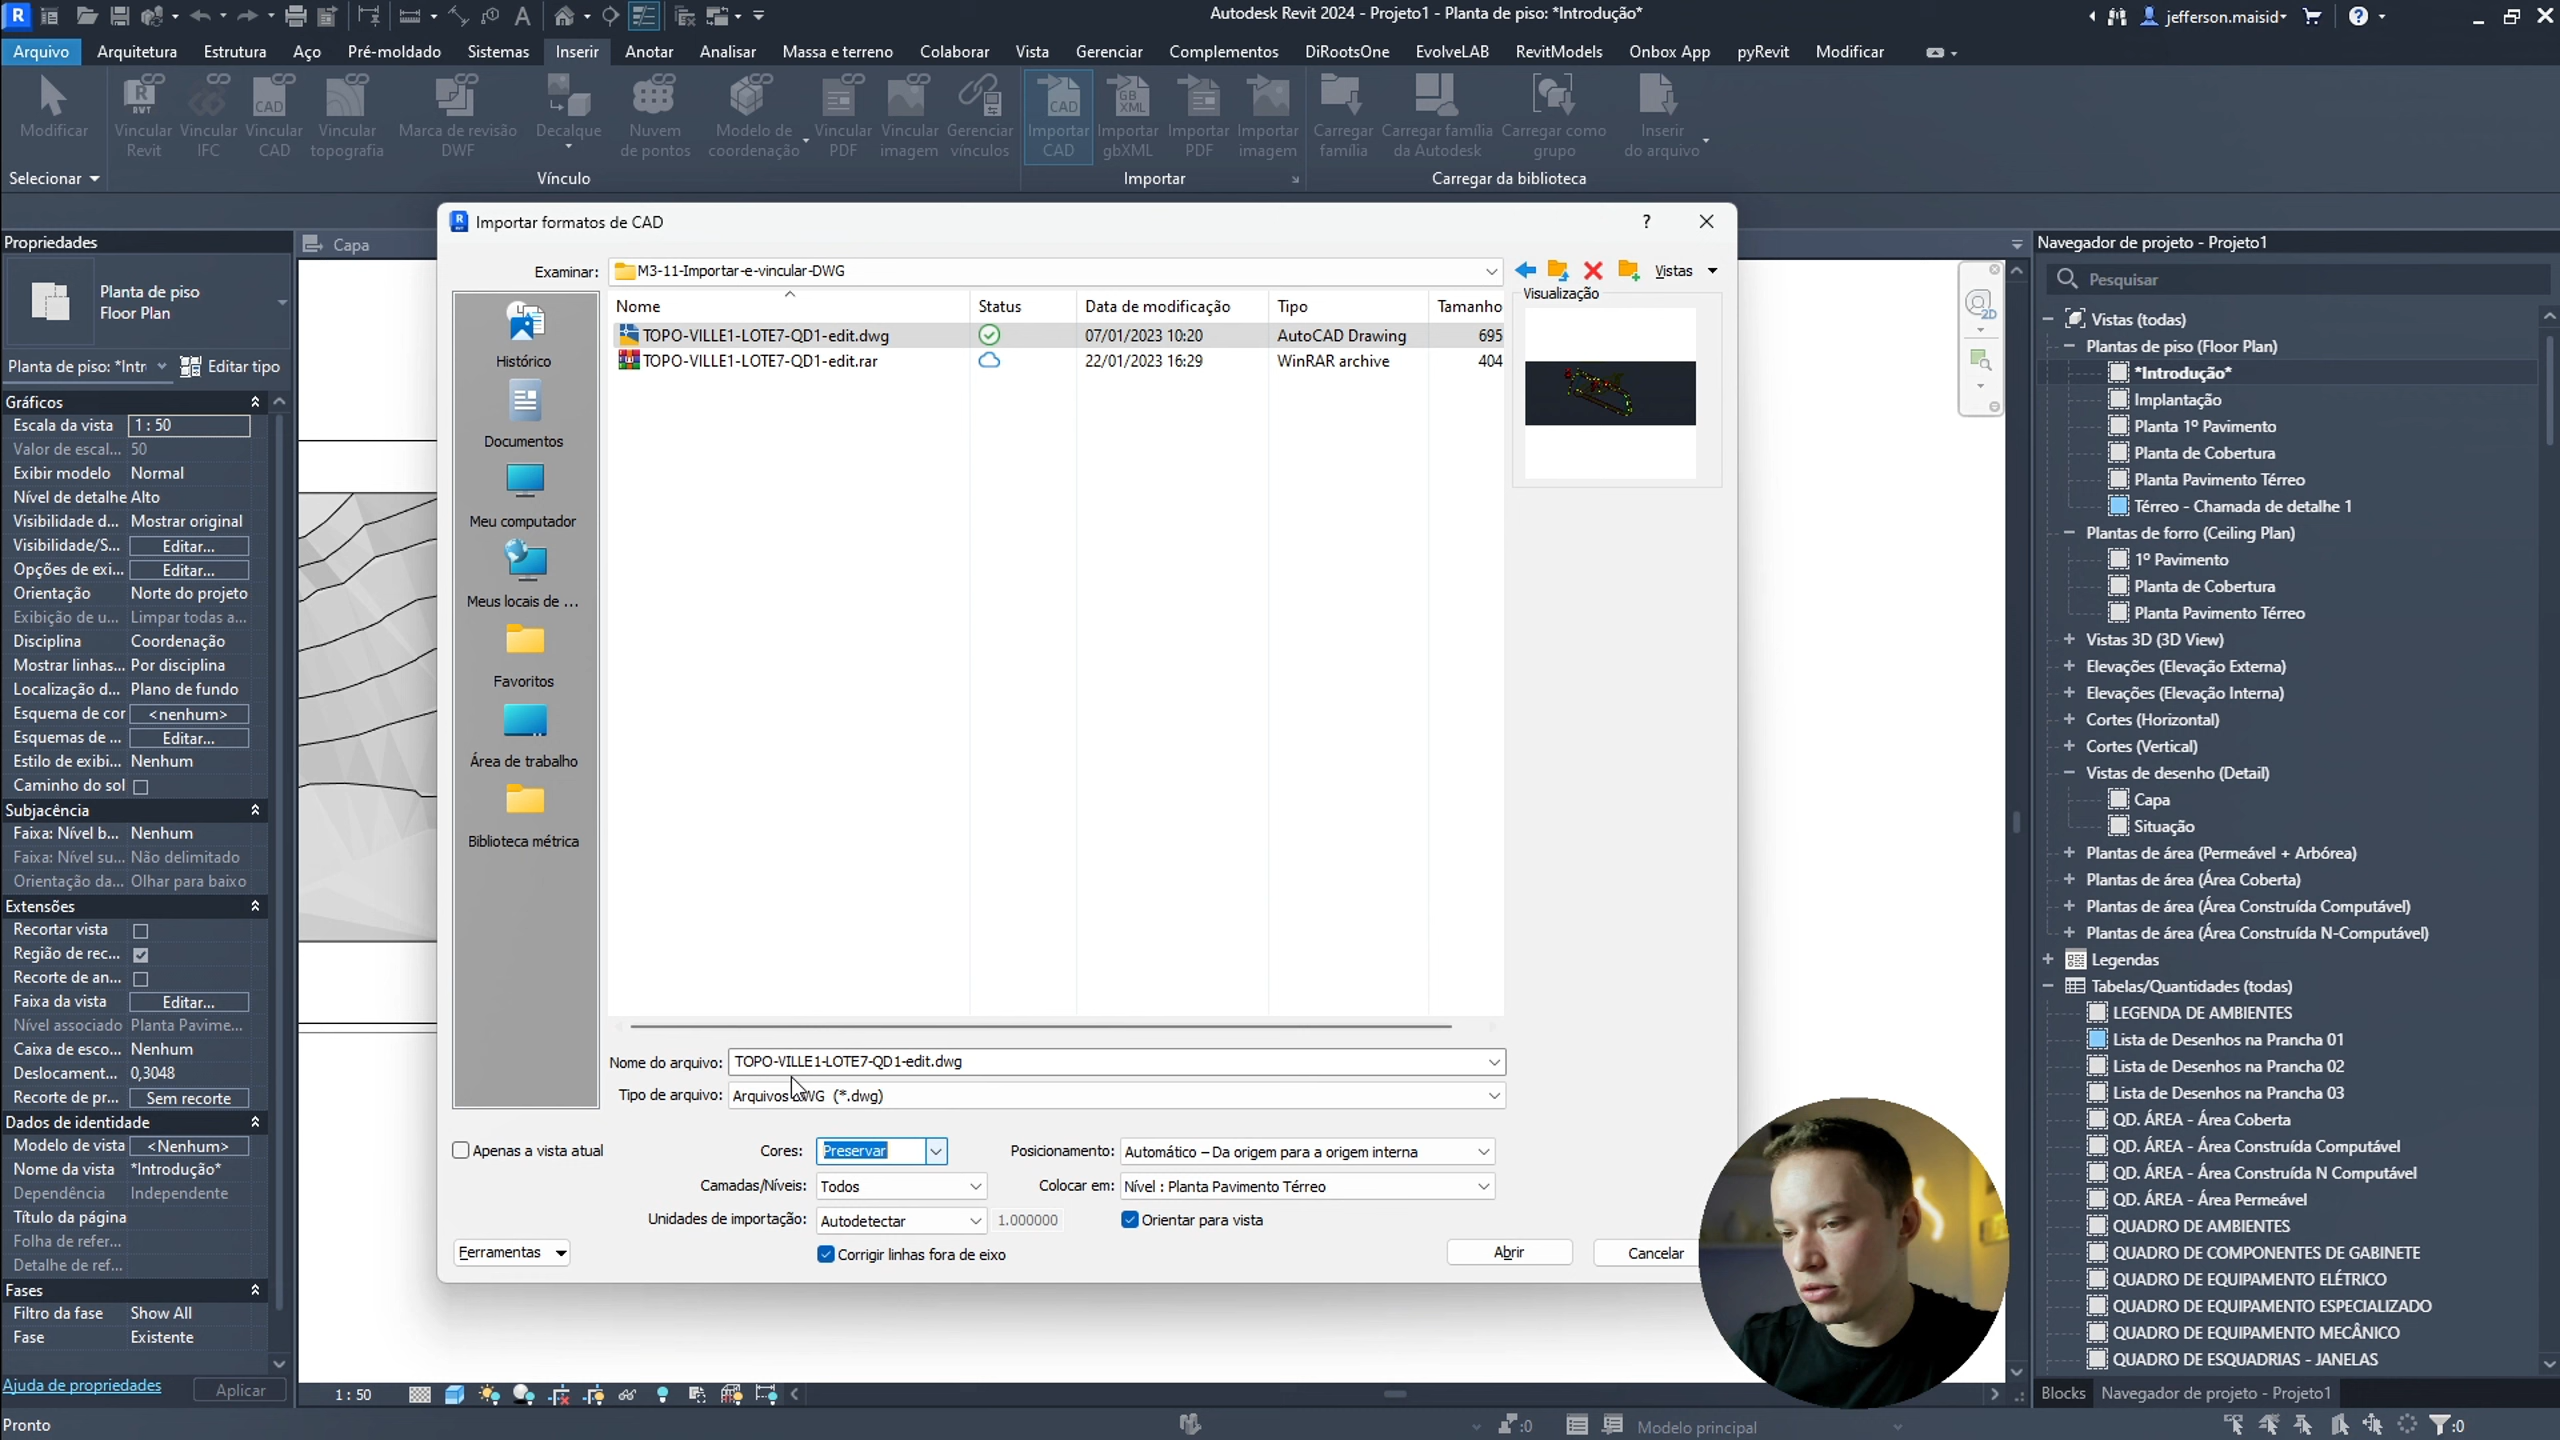 Autodesk Revit 2024 - Projeto1 - Planta de piso: *Introdução*
jefferson.maisid
Arquivo Arquitetura Estrutura Aço Pré-moldado Sistemas Inserir Anotar Analisar Massa e terreno Colaborar Vista Gerenciar Complementos DiRootsOne EvolveLAB RevitModels Onbox App pyRevit Modificar
Modificar
Vincular Revit
Vincular IFC
Vincular CAD
Vincular topografia
Marca de revisão DWF
Decalque
Nuvem de pontos
Modelo de coordenação
Vincular PDF
Vincular imagem
Gerenciar vínculos
Importar CAD
Importar gbXML
Importar PDF
Importar imagem
Carregar família
Carregar família da Autodesk
Carregar como grupo
Inserir do arquivo
Selecionar
Vínculo
Importar
Carregar da biblioteca
Propriedades
Planta de piso
Floor Plan
Planta de piso: *Intr
Editar tipo
Gráficos
Escala da vista 1 : 50
Valor de escal... 50
Exibir modelo Normal
Nível de detalhe Alto
Visibilidade d... Mostrar original
Visibilidade/S... Editar...
Opções de exi... Editar...
Orientação Norte do projeto
Exibição de u... Limpar todas a...
Disciplina Coordenação
Mostrar linhas... Por disciplina
Localização d... Plano de fundo
Esquema de cor <nenhum>
Esquemas de ... Editar...
Estilo de exibi... Nenhum
Caminho do sol
Subjacência
Faixa: Nível b... Nenhum
Faixa: Nível su... Não delimitado
Orientação da... Olhar para baixo
Extensões
Recortar vista
Região de rec...
Recorte de an...
Faixa da vista Editar...
Nível associado Planta Pavime...
Caixa de esco... Nenhum
Deslocament... 0,3048
Recorte de pr... Sem recorte
Dados de identidade
Modelo de vista <Nenhum>
Nome da vista *Introdução*
Dependência Independente
Título da página
Folha de refer...
Detalhe de ref...
Fases
Filtro da fase Show All
Fase Existente
Ajuda de propriedades
Aplicar
Pronto
Capa
Importar formatos de CAD
?
Examinar: M3-11-Importar-e-vincular-DWG
Vistas
Visualização
Nome Status Data de modificação Tipo Tamanho
TOPO-VILLE1-LOTE7-QD1-edit.dwg 07/01/2023 10:20 AutoCAD Drawing 695
TOPO-VILLE1-LOTE7-QD1-edit.rar 22/01/2023 16:29 WinRAR archive 404
Histórico
Documentos
Meu computador
Meus locais de ...
Favoritos
Área de trabalho
Biblioteca métrica
Nome do arquivo: TOPO-VILLE1-LOTE7-QD1-edit.dwg
Tipo de arquivo: Arquivos WG (*.dwg)
Apenas a vista atual
Cores: Preservar
Posicionamento: Automático – Da origem para a origem interna
Camadas/Níveis: Todos
Colocar em: Nível : Planta Pavimento Térreo
Unidades de importação: Autodetectar 1.000000
Orientar para vista
Corrigir linhas fora de eixo
Ferramentas
Abrir
Cancelar
Navegador de projeto - Projeto1
Pesquisar
Vistas (todas)
Plantas de piso (Floor Plan)
*Introdução*
Implantação
Planta 1º Pavimento
Planta de Cobertura
Planta Pavimento Térreo
Térreo - Chamada de detalhe 1
Plantas de forro (Ceiling Plan)
1º Pavimento
Planta de Cobertura
Planta Pavimento Térreo
Vistas 3D (3D View)
Elevações (Elevação Externa)
Elevações (Elevação Interna)
Cortes (Horizontal)
Cortes (Vertical)
Vistas de desenho (Detail)
Capa
Situação
Plantas de área (Permeável + Arbórea)
Plantas de área (Área Coberta)
Plantas de área (Área Construída Computável)
Plantas de área (Área Construída N-Computável)
Legendas
Tabelas/Quantidades (todas)
LEGENDA DE AMBIENTES
Lista de Desenhos na Prancha 01
Lista de Desenhos na Prancha 02
Lista de Desenhos na Prancha 03
QD. ÁREA - Área Coberta
QD. ÁREA - Área Construída Computável
QD. ÁREA - Área Construída N Computável
QD. ÁREA - Área Permeável
QUADRO DE AMBIENTES
QUADRO DE COMPONENTES DE GABINETE
QUADRO DE EQUIPAMENTO ELÉTRICO
QUADRO DE EQUIPAMENTO ESPECIALIZADO
QUADRO DE EQUIPAMENTO MECÂNICO
QUADRO DE ESQUADRIAS - JANELAS
Blocks Navegador de projeto - Projeto1
1 : 50
:0
Modelo principal
:0